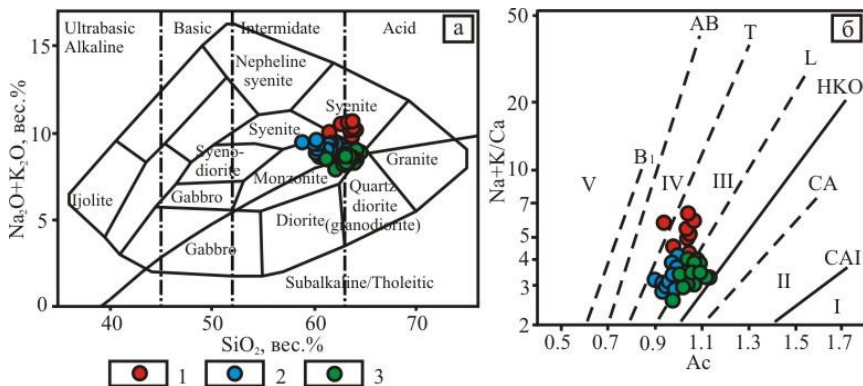 Ultrabasic Basic Intermidate Acid а
Alkaline
Nepheline
syenite
Syenite
Syenite
Syeno-
diorite
Monzonite
Granite
Ijolite
Gabbro
Quartz
diorite
Diorite (granodiorite)
Gabbro
Subalkaline/Tholeitic
Na₂O+K₂O, вес.%
15
10
5
0
40 50 60 70
SiO₂, вес.%
1 2 3
б
AB T L HKO
B₁ CA
V IV III CAI
II I
Na+K/Ca
50
20
10
5
4
3
2
0.5 0.7 0.9 1.1 1.3 1.5 1.7
Ac